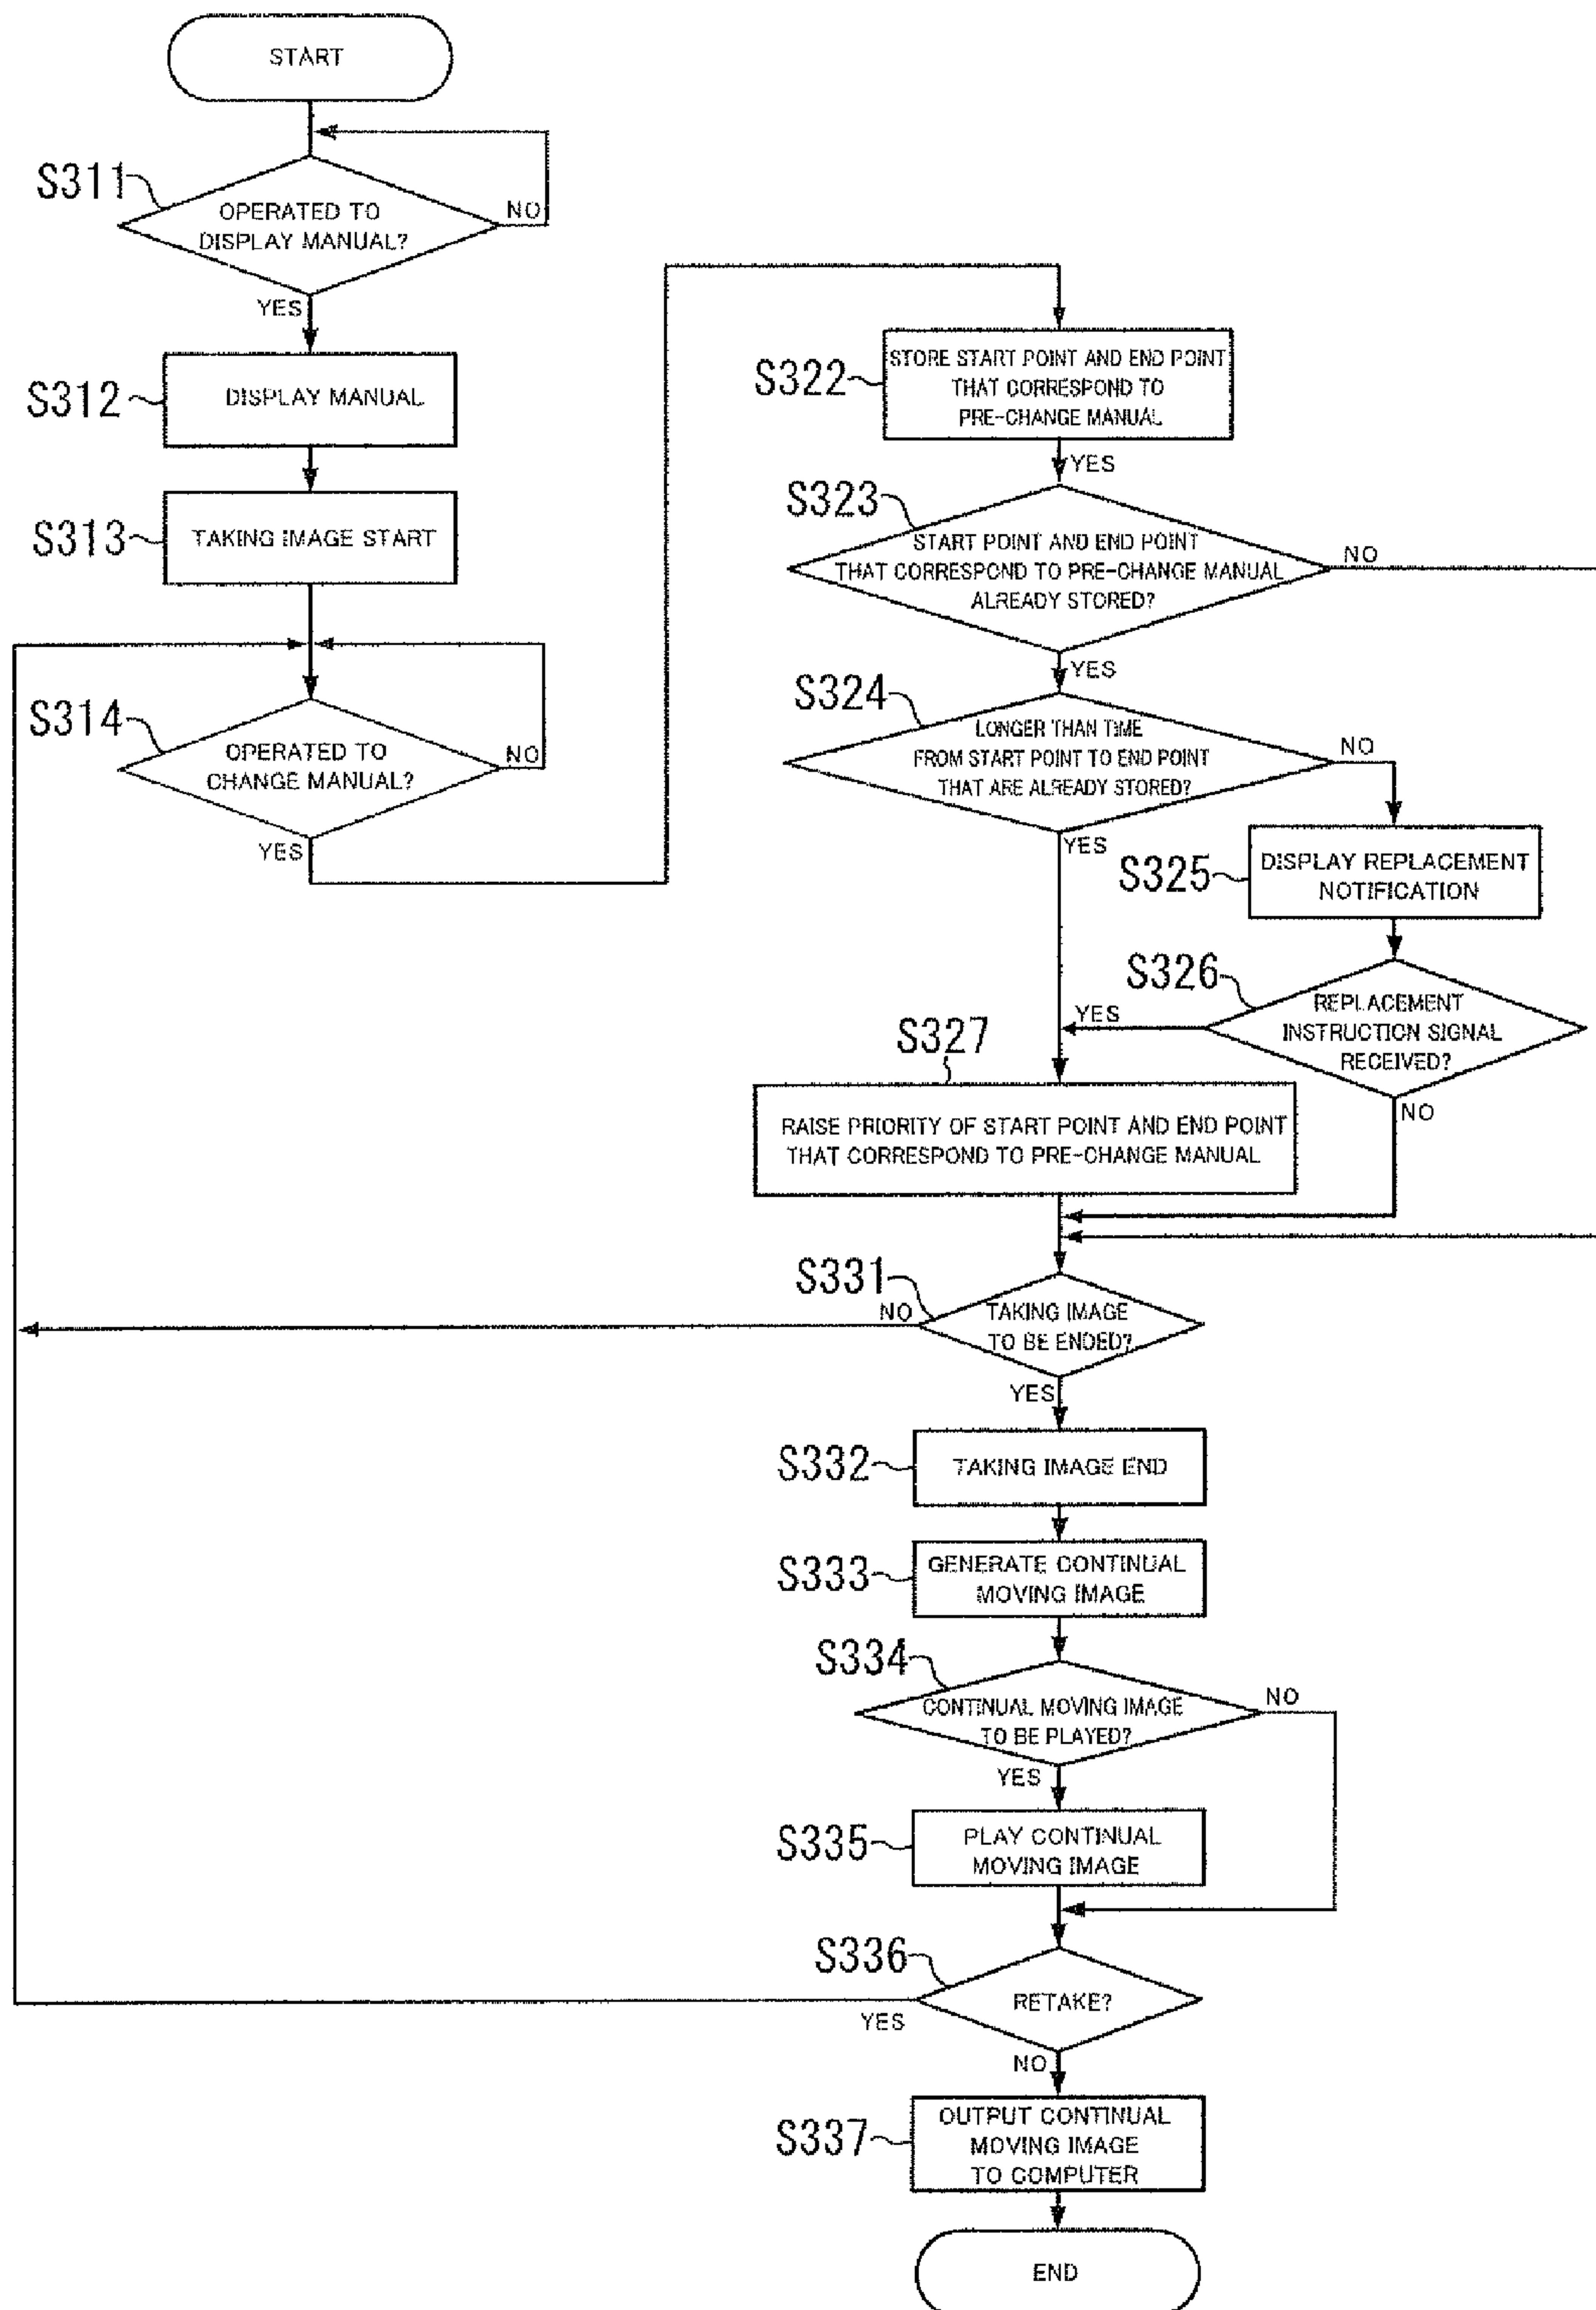 START
S311
OPERATED TO
DISPLAY MANUAL?
NO
YES
S312
DISPLAY MANUAL
S313
TAKING IMAGE START
S314
OPERATED TO
CHANGE MANUAL?
NO
YES
S322
STORE START POINT AND END POINT
THAT CORRESPOND TO
PRE-CHANGE MANUAL
YES
S323
START POINT AND END POINT
THAT CORRESPOND TO PRE-CHANGE MANUAL
ALREADY STORED?
NO
YES
S324
LONGER THAN TIME
FROM START POINT TO END POINT
THAT ARE ALREADY STORED?
NO
YES
S325
DISPLAY REPLACEMENT
NOTIFICATION
S326
REPLACEMENT
INSTRUCTION SIGNAL
RECEIVED?
YES
NO
S327
RAISE PRIORITY OF START POINT AND END POINT
THAT CORRESPOND TO PRE-CHANGE MANUAL
S331
TAKING IMAGE
TO BE ENDED?
NO
YES
S332
TAKING IMAGE END
S333
GENERATE CONTINUAL
MOVING IMAGE
S334
CONTINUAL MOVING IMAGE
TO BE PLAYED?
NO
YES
S335
PLAY CONTINUAL
MOVING IMAGE
S336
RETAKE?
YES
NO
S337
OUTPUT CONTINUAL
MOVING IMAGE
TO COMPUTER
END